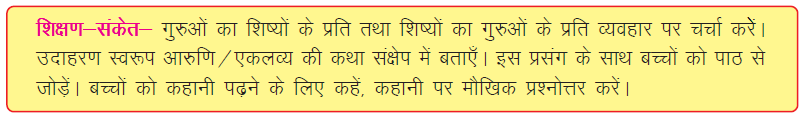 शिक्षण–संकेत– गुरुओं का शिष्यों के प्रति तथा शिष्यों का गुरुओं के प्रति व्यवहार पर चर्चा करें।
उदाहरण स्वरूप आरुणि/एकलव्य की कथा संक्षेप में बताएँ। इस प्रसंग के साथ बच्चों को पाठ से
जोड़ें। बच्चों को कहानी पढ़ने के लिए कहें, कहानी पर मौखिक प्रश्नोत्तर करें।